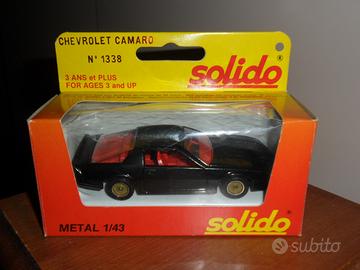 CHEVROLET CAMARO
N° 1338
solido®
3 ANS et PLUS
FOR AGES 3 and UP
METAL 1/43
solido
subito